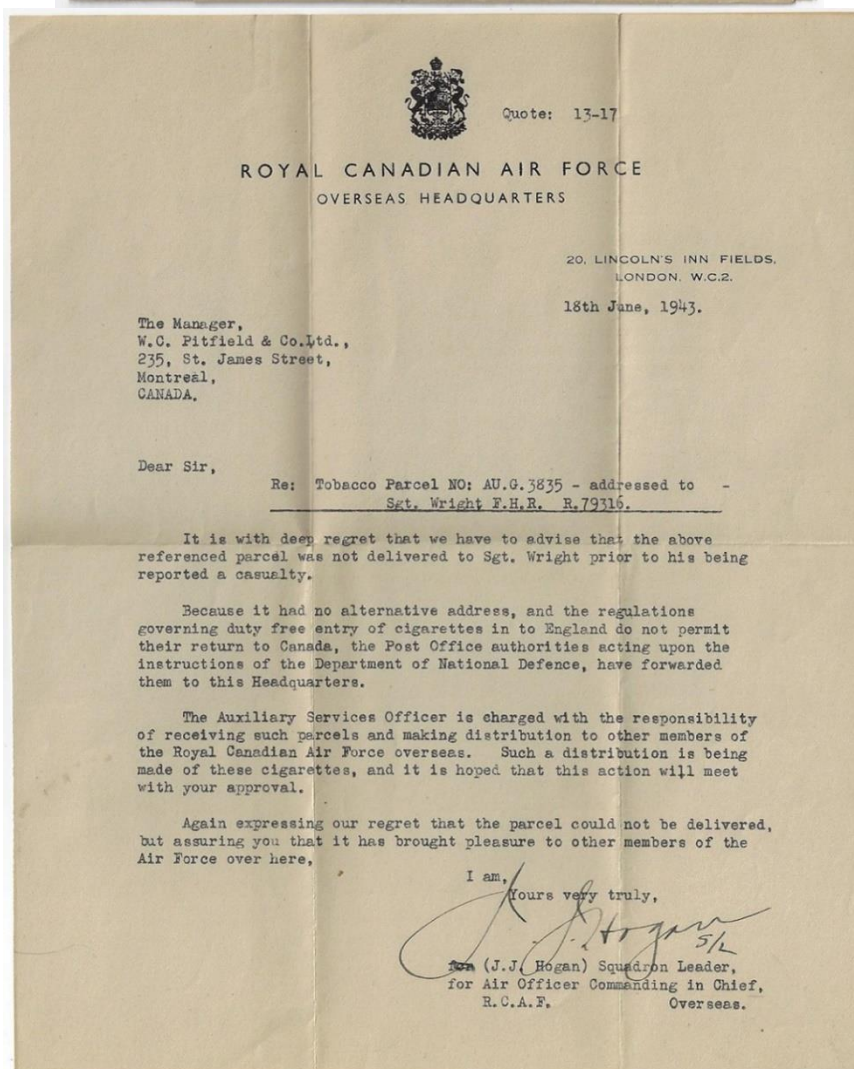 Quote: 13-17
ROYAL CANADIAN AIR FORCE
OVERSEAS HEADQUARTERS
20, LINCOLN'S INN FIELDS,
LONDON, W.C.2.
18th June, 1943.
The Manager,
W.C. Pitfield & Co.Ltd.,
235, St. James Street,
Montreal,
CANADA.
Dear Sir,
Re: Tobacco Parcel NO: AU.G.3835 - addressed to -
Sgt. Wright F.H.R. R.79316.
It is with deep regret that we have to advise that the above
referenced parcel was not delivered to Sgt. Wright prior to his being
reported a casualty.
Because it had no alternative address, and the regulations
governing duty free entry of cigarettes in to England do not permit
their return to Canada, the Post Office authorities acting upon the
instructions of the Department of National Defence, have forwarded
them to this Headquarters.
The Auxiliary Services Officer is charged with the responsibility
of receiving such parcels and making distribution to other members of
the Royal Canadian Air Force overseas. Such a distribution is being
made of these cigarettes, and it is hoped that this action will meet
with your approval.
Again expressing our regret that the parcel could not be delivered,
but assuring you that it has brought pleasure to other members of the
Air Force over here,
I am,
Yours very truly,
J. J. Hogan S/L
(J.J. Hogan) Squadron Leader,
for Air Officer Commanding in Chief,
R.C.A.F. Overseas.